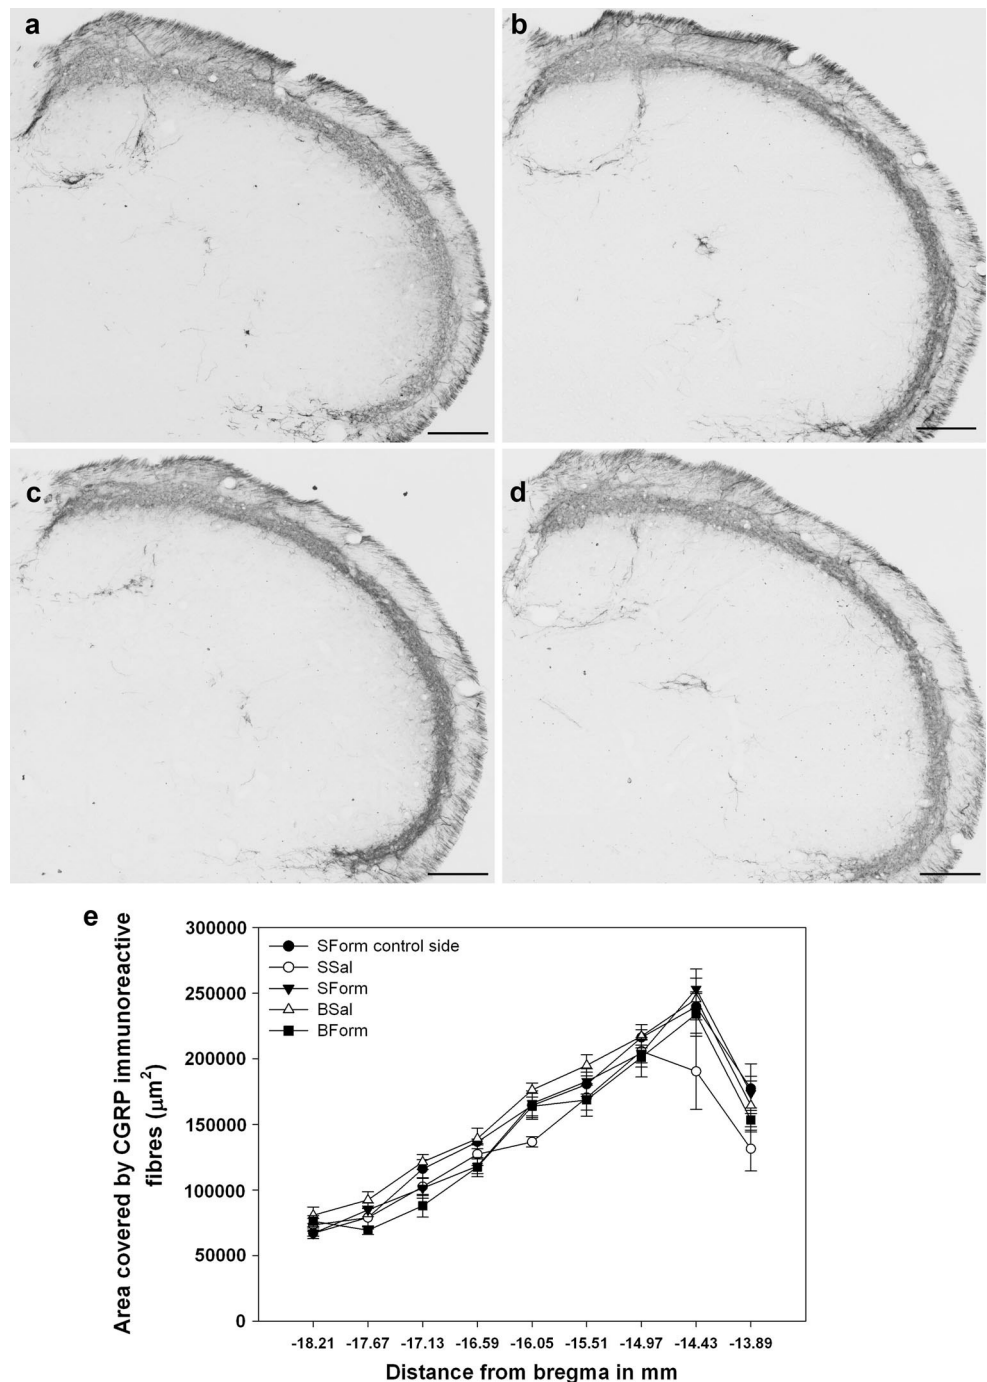 a
b
c
d
e
Area covered by CGRP immunoreactive
fibres (μm²)
300000
250000
200000
150000
100000
50000
0
SForm control side
SSal
SForm
BSal
BForm
-18.21 -17.67 -17.13 -16.59 -16.05 -15.51 -14.97 -14.43 -13.89
Distance from bregma in mm